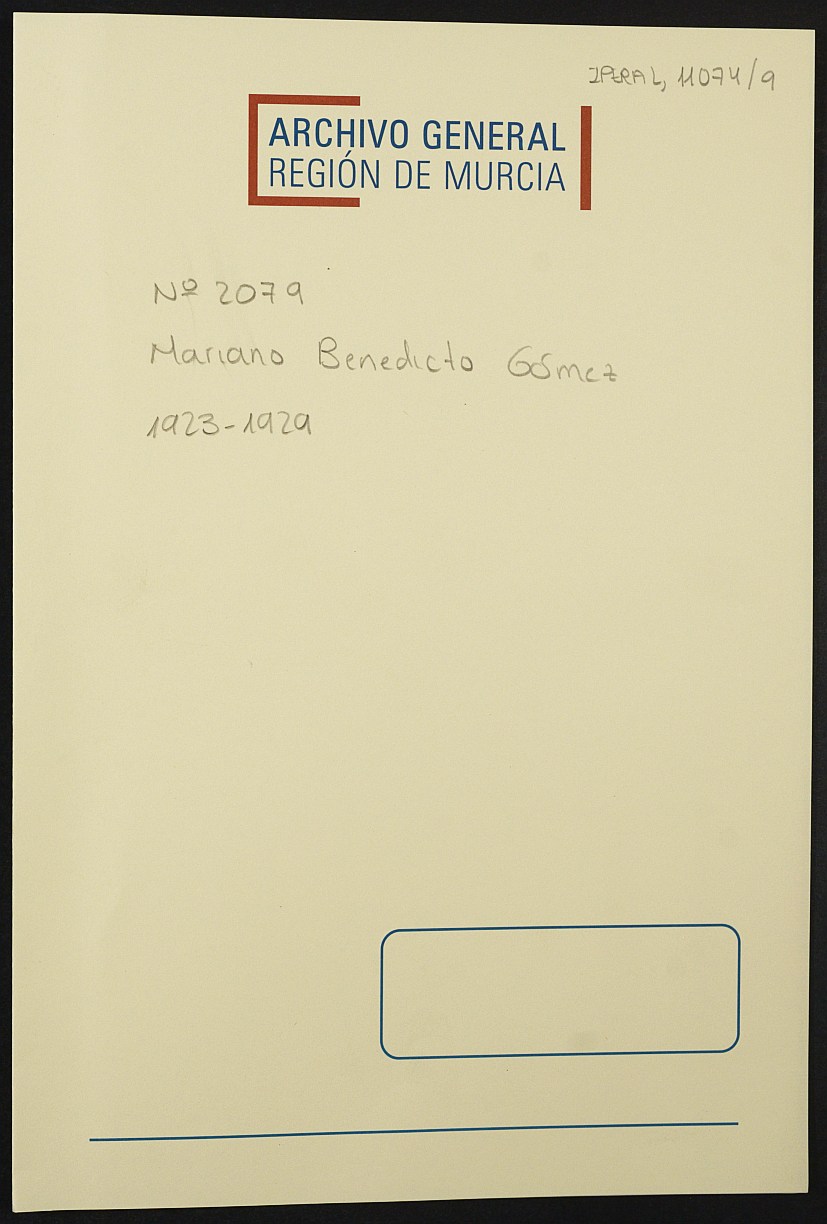 IPERAL, 11074/9
ARCHIVO GENERAL
REGIÓN DE MURCIA
Nº 2079
Mariano Benedicto Gómez
1923-1929